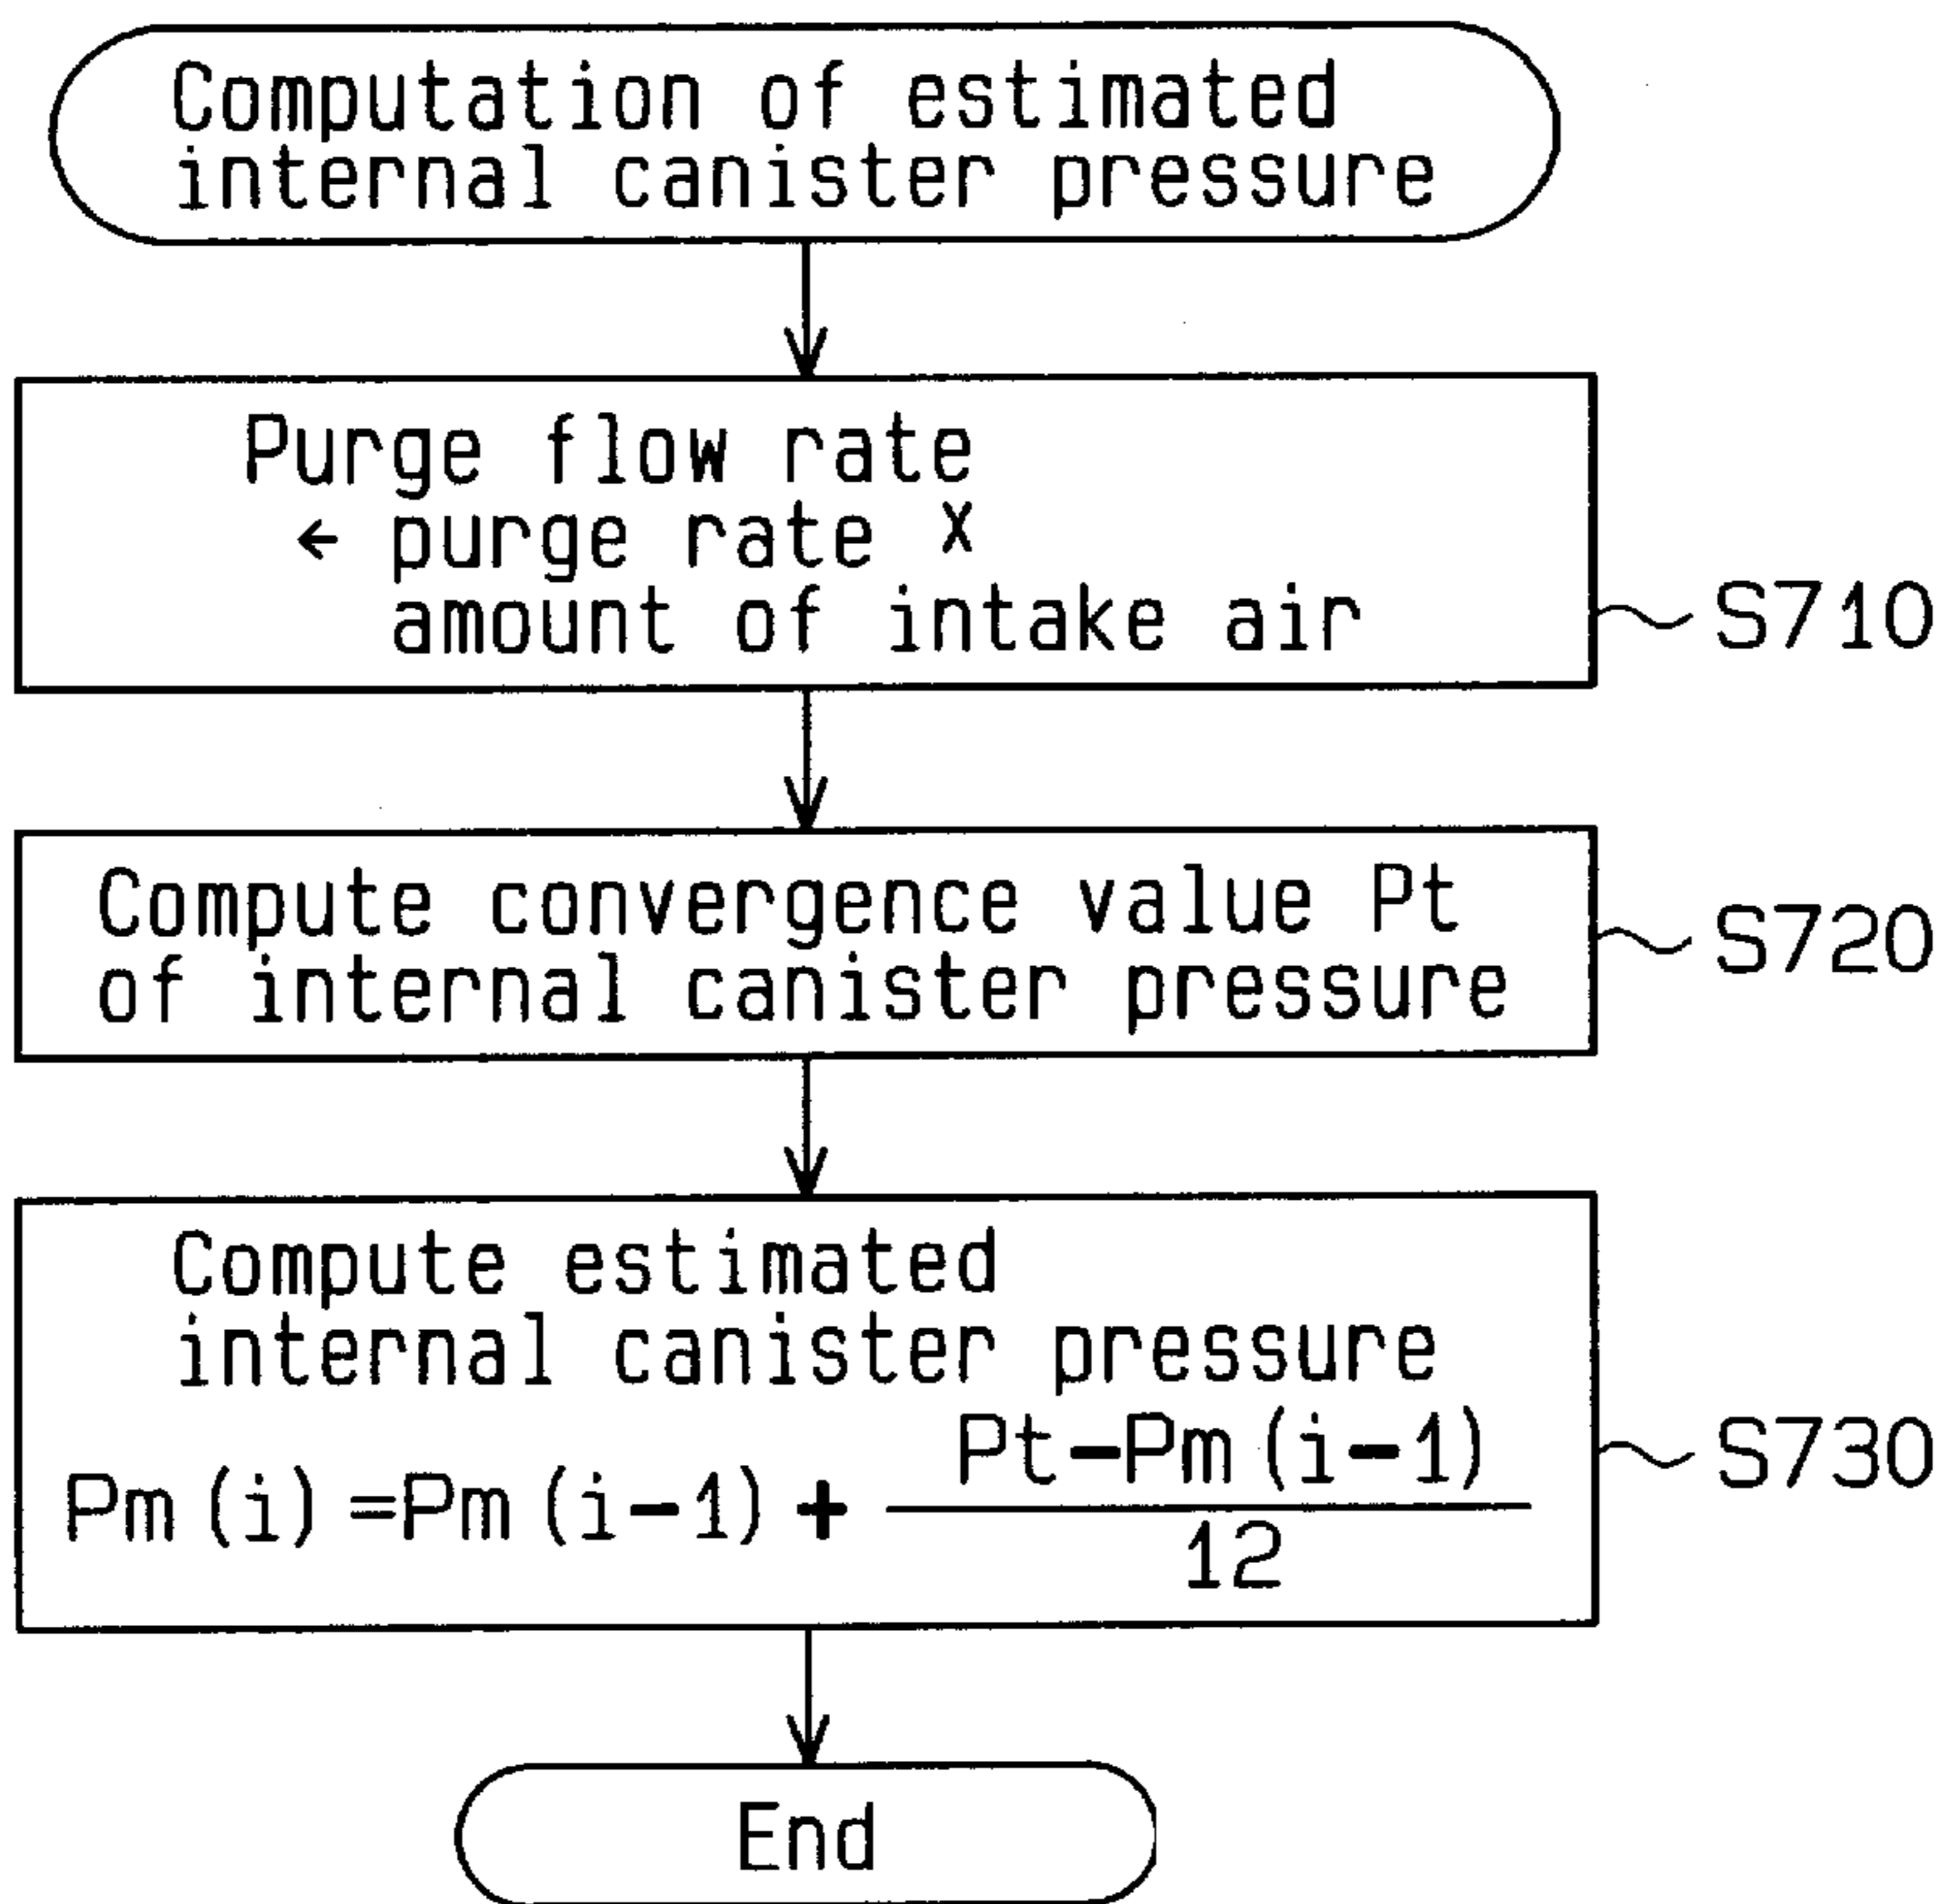 Computation of estimated
internal canister pressure
Purge flow rate
← purge rate ×
amount of intake air
S710
Compute convergence value Pt
of internal canister pressure
S720
Compute estimated
internal canister pressure
Pm(i)=Pm(i-1)+ Pt-Pm(i-1)
12
S730
End